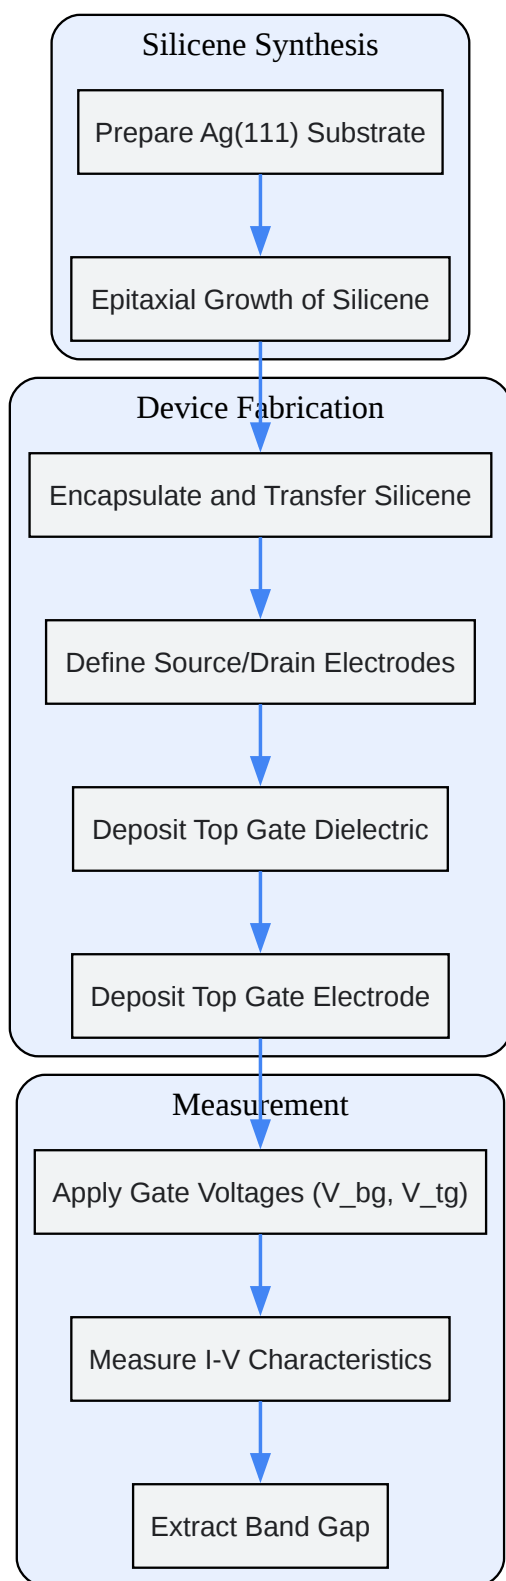 Silicene Synthesis
Prepare Ag(111) Substrate
Epitaxial Growth of Silicene
Device Fabrication
Encapsulate and Transfer Silicene
Define Source/Drain Electrodes
Deposit Top Gate Dielectric
Deposit Top Gate Electrode
Measurement
Apply Gate Voltages (V_bg, V_tg)
Measure I-V Characteristics
Extract Band Gap